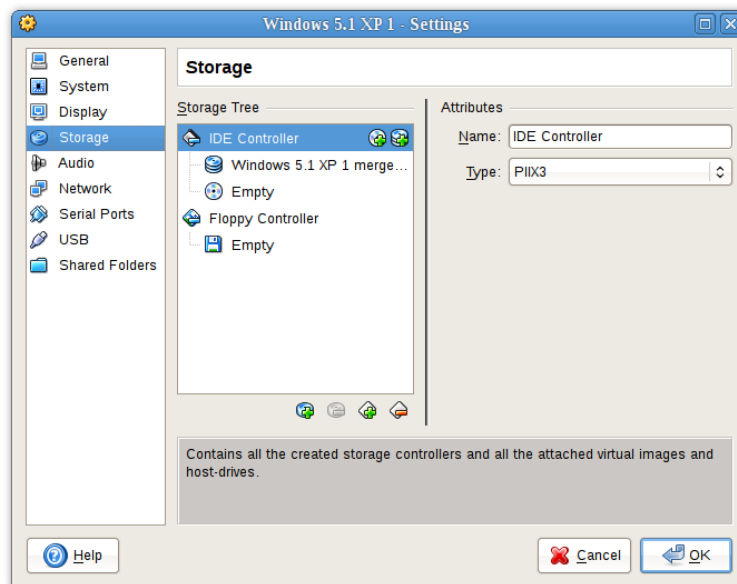 Windows 5.1 XP 1 - Settings
General
System
Display
Storage
Audio
Network
Serial Ports
USB
Shared Folders
Storage
Storage Tree
IDE Controller
Windows 5.1 XP 1 merge...
Empty
Floppy Controller
Empty
Attributes
Name: IDE Controller
Type: PIIX3
Contains all the created storage controllers and all the attached virtual images and
host-drives.
Help
Cancel
OK